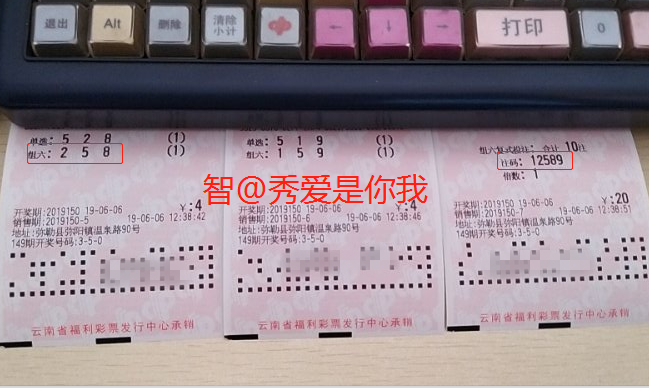 退出 Alt 删除 清除小计 ← ↓ → 打印 0
单选: 5 2 8 (1)
组六: 2 5 8 (1)
¥:4
开奖期:2019150 19-06-06
销售期:2019150-5 19-06-06 12:38:42
地址:弥勒县弥阳镇温泉路90号
149期开奖号码:3-5-0
云南省福利彩票发行中心承销
单选: 5 1 9 (1)
组六: 1 5 9 (1)
¥:4
开奖期:2019150 19-06-06
销售期:2019150-6 19-06-06 12:38:46
地址:弥勒县弥阳镇温泉路90号
149期开奖号码:3-5-0
云南省福利彩票发行中心承销
组六复式投注: 合计 10注
注码: 12589
倍数: 1
¥:20
开奖期:2019150 19-06-06
销售期:2019150-7 19-06-06 12:38:51
地址:弥勒县弥阳镇温泉路90号
149期开奖号码:3-5-0
云南省福利彩票发行中心承销
智@秀爱是你我